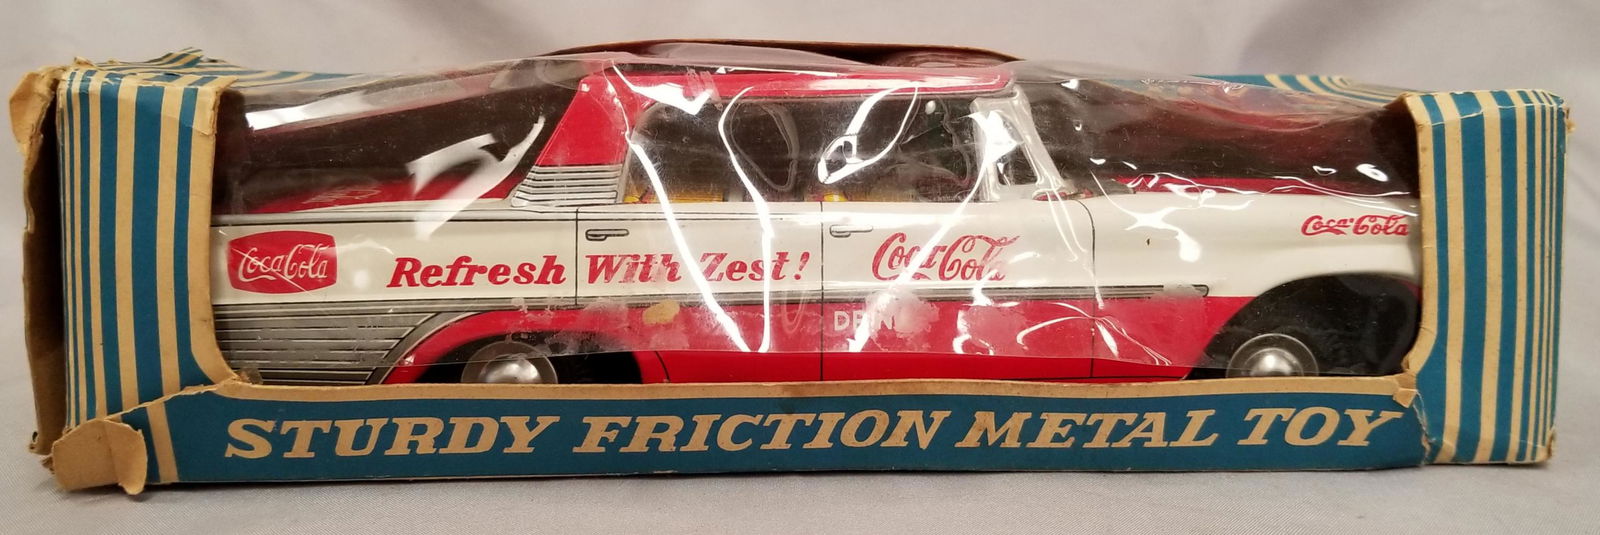 Coca-Cola
Refresh With Zest!
Coca-Cola
Coca-Cola
STURDY FRICTION METAL TOY